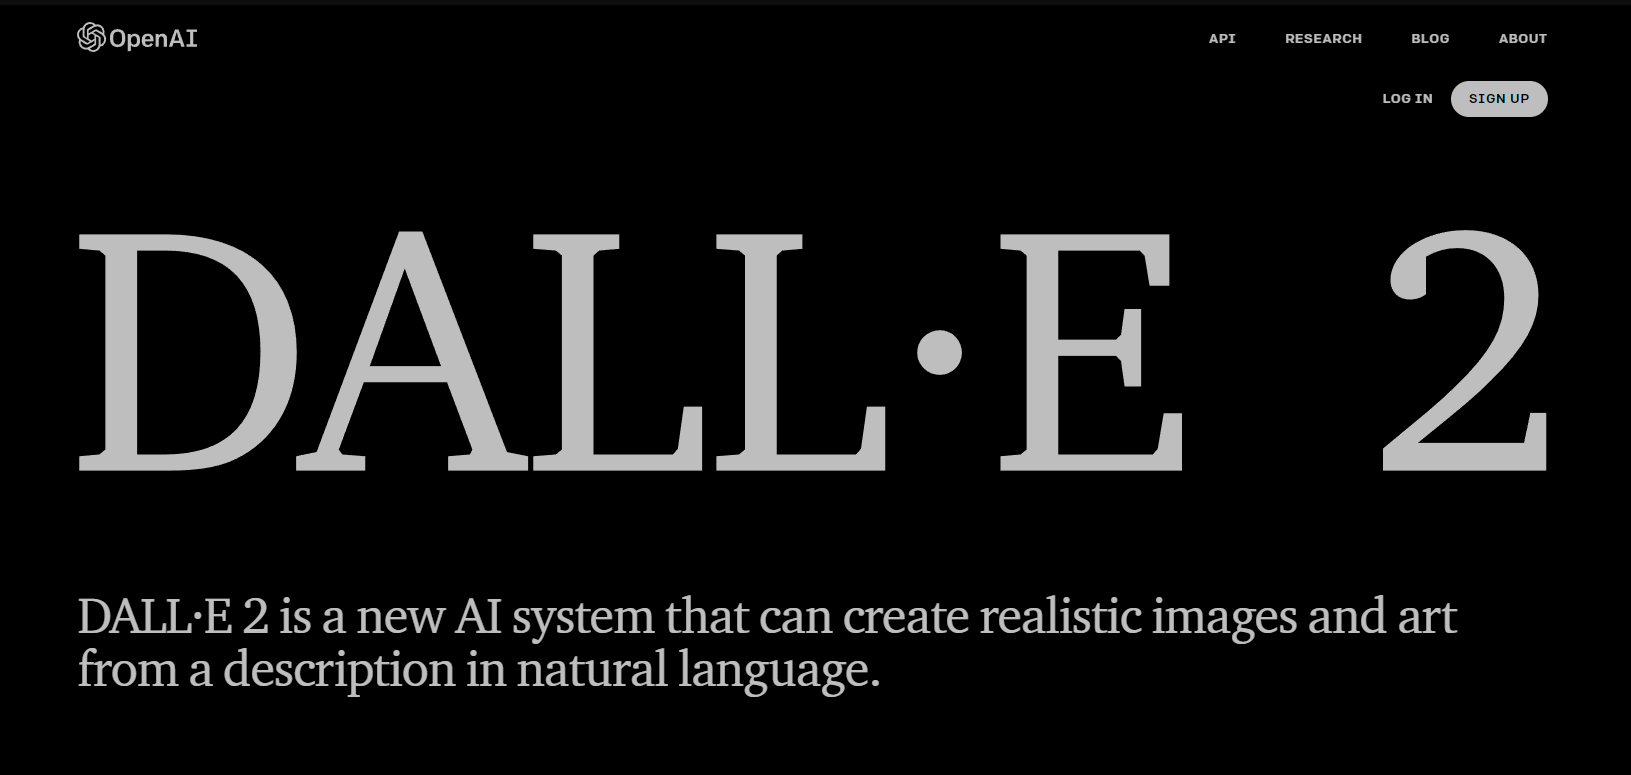 OpenAI
API RESEARCH BLOG ABOUT
LOG IN SIGN UP
DALL·E 2
DALL·E 2 is a new AI system that can create realistic images and art
from a description in natural language.